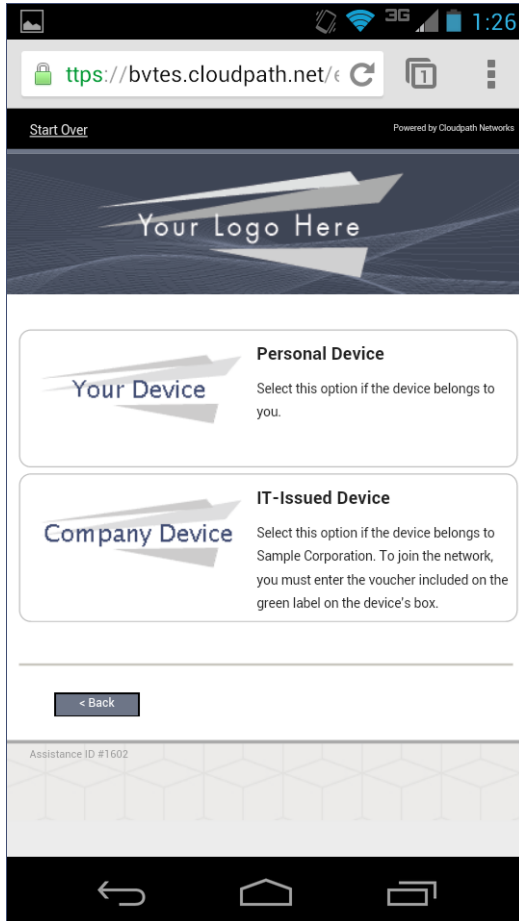 3G 1:26
ttps://bvtes.cloudpath.net/e 1
Start Over Powered by Cloudpath Networks
Your Logo Here
Your Device
Personal Device
Select this option if the device belongs to
you.
Company Device
IT-Issued Device
Select this option if the device belongs to
Sample Corporation. To join the network,
you must enter the voucher included on the
green label on the device's box.
< Back
Assistance ID #1602